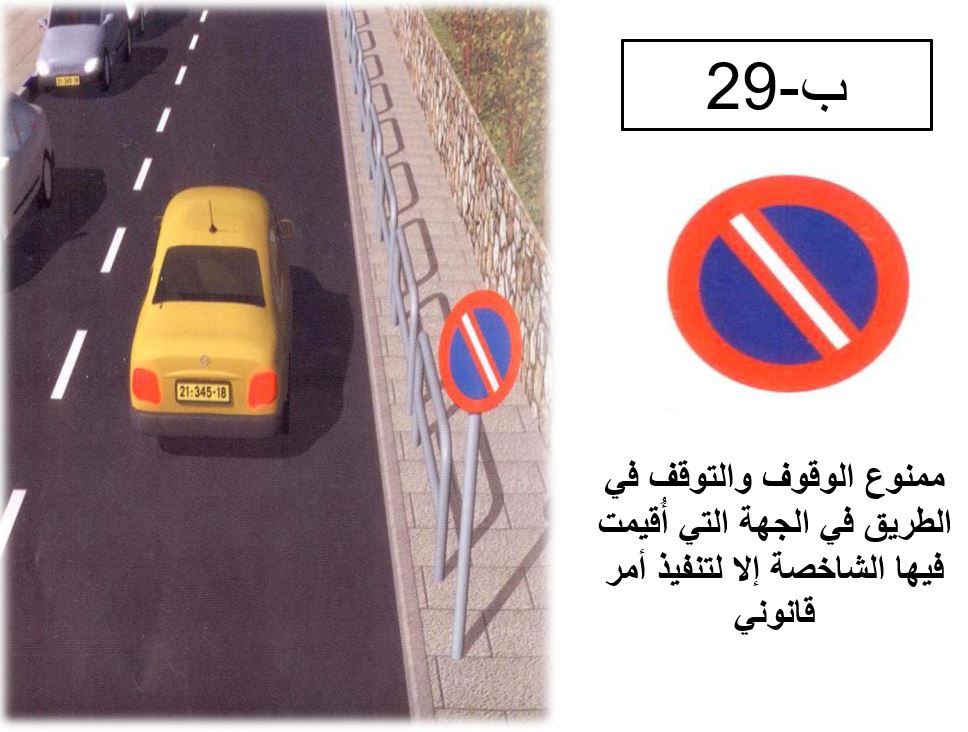 ب-29
ممنوع الوقوف والتوقف في
الطريق في الجهة التي أُقيمت
فيها الشاخصة إلا لتنفيذ أمر
قانوني
21-345-18
21-345-18